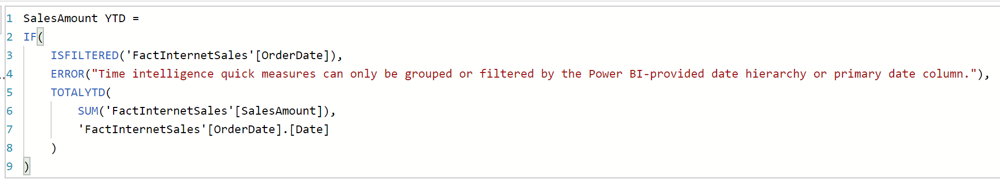 1 SalesAmount YTD =
2 IF(
3 ISFILTERED('FactInternetSales'[OrderDate]),
4 ERROR("Time intelligence quick measures can only be grouped or filtered by the Power BI-provided date hierarchy or primary date column."),
5 TOTALYTD(
6 SUM('FactInternetSales'[SalesAmount]),
7 'FactInternetSales'[OrderDate].[Date]
8 )
9 )